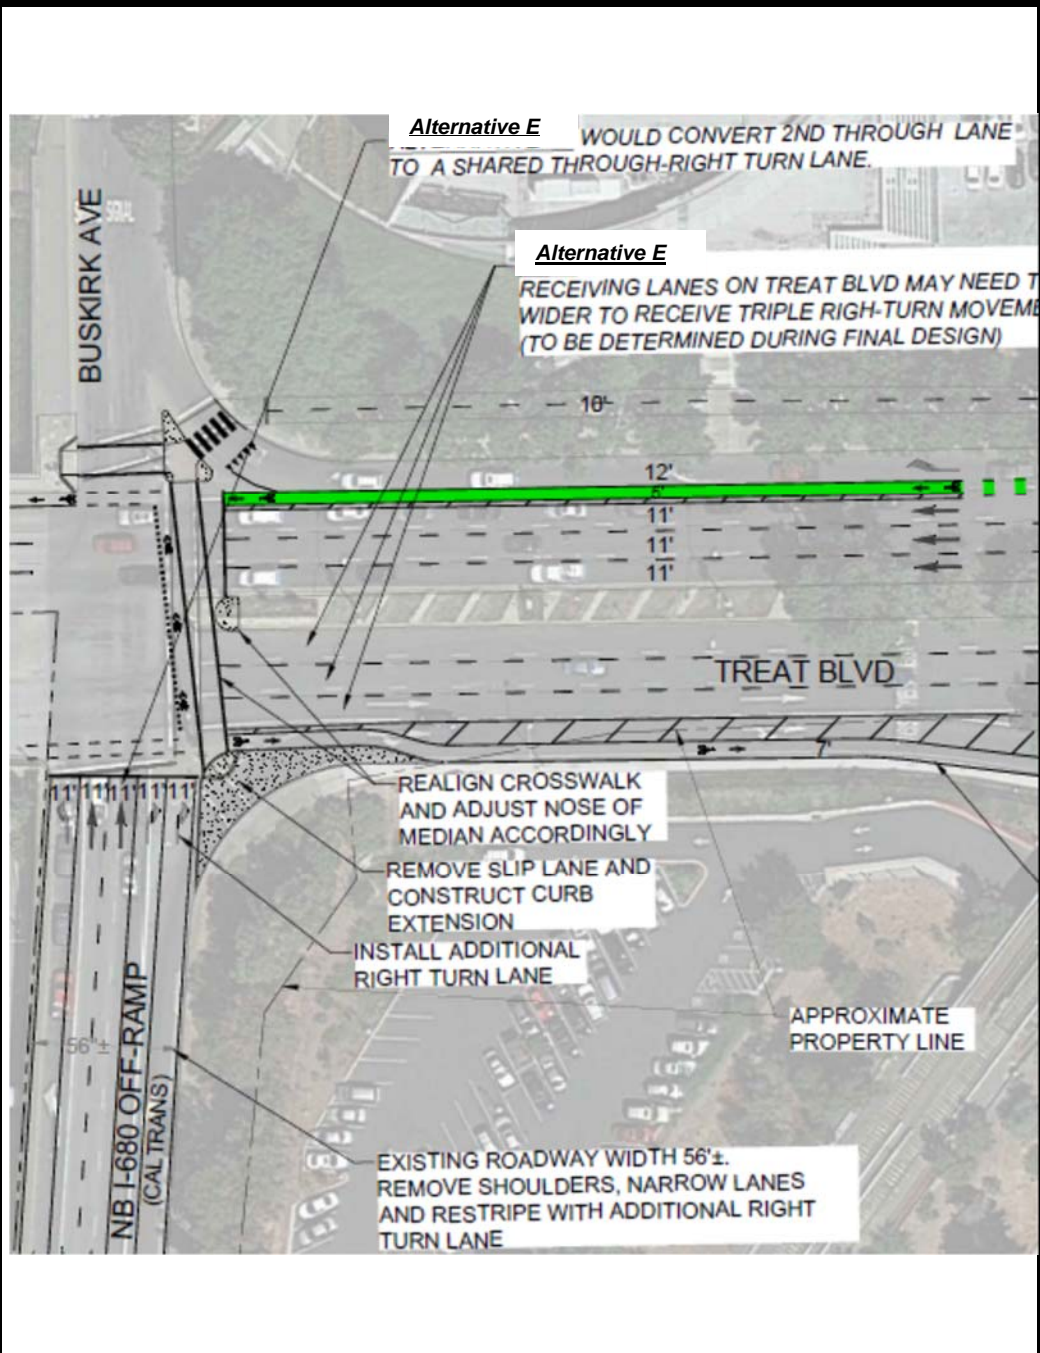 Alternative E WOULD CONVERT 2ND THROUGH LANE
TO A SHARED THROUGH-RIGHT TURN LANE.
Alternative E
RECEIVING LANES ON TREAT BLVD MAY NEED T
WIDER TO RECEIVE TRIPLE RIGH-TURN MOVEME
(TO BE DETERMINED DURING FINAL DESIGN)
BUSKIRK AVE
SIGNAL
10'
12'
11'
11'
11'
TREAT BLVD
7'
11' 11' 11' 11' 11'
REALIGN CROSSWALK
AND ADJUST NOSE OF
MEDIAN ACCORDINGLY
REMOVE SLIP LANE AND
CONSTRUCT CURB
EXTENSION
INSTALL ADDITIONAL
RIGHT TURN LANE
APPROXIMATE
PROPERTY LINE
56'±
NB I-680 OFF-RAMP
(CALTRANS)
EXISTING ROADWAY WIDTH 56'±.
REMOVE SHOULDERS, NARROW LANES
AND RESTRIPE WITH ADDITIONAL RIGHT
TURN LANE